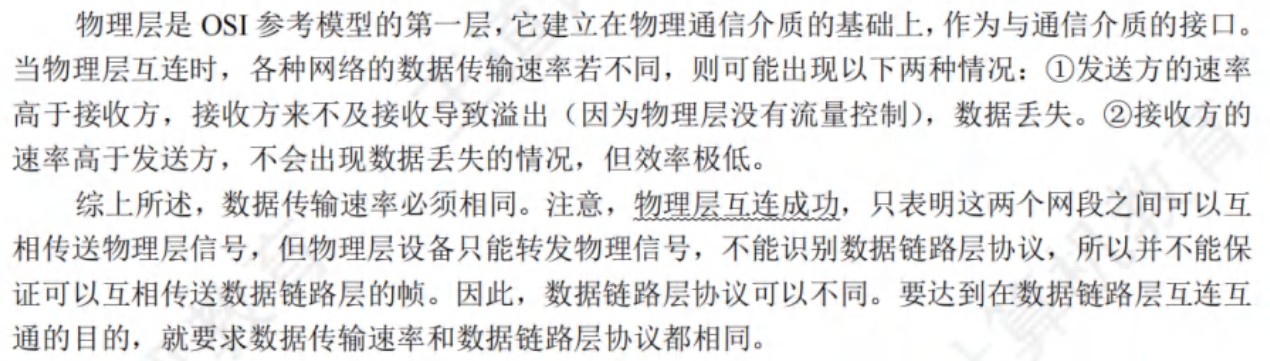 物理层是 OSI 参考模型的第一层，它建立在物理通信介质的基础上，作为与通信介质的接口。
当物理层互连时，各种网络的数据传输速率若不同，则可能出现以下两种情况：①发送方的速率
高于接收方，接收方来不及接收导致溢出（因为物理层没有流量控制），数据丢失。②接收方的
速率高于发送方，不会出现数据丢失的情况，但效率极低。
综上所述，数据传输速率必须相同。注意，物理层互连成功，只表明这两个网段之间可以互
相传送物理层信号，但物理层设备只能转发物理信号，不能识别数据链路层协议，所以并不能保
证可以互相传送数据链路层的帧。因此，数据链路层协议可以不同。要达到在数据链路层互连互
通的目的，就要求数据传输速率和数据链路层协议都相同。